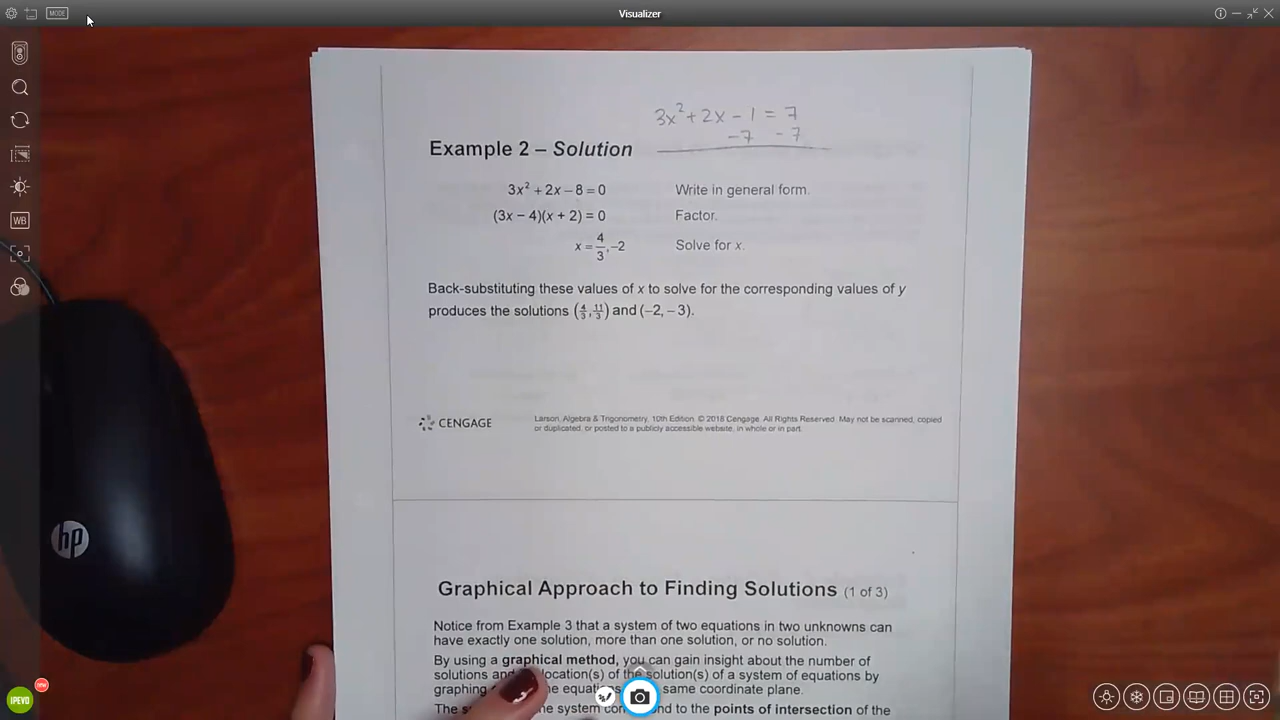 MODE
Visualizer
3x² + 2x - 1 = 7
-7 -7
Example 2 – Solution
3x² + 2x – 8 = 0 Write in general form.
(3x – 4)(x + 2) = 0 Factor.
x = 4/3, –2 Solve for x.
Back-substituting these values of x to solve for the corresponding values of y
produces the solutions (4/3, 11/3) and (–2, – 3).
CENGAGE
Larson, Algebra & Trigonometry, 10th Edition. © 2018 Cengage. All Rights Reserved. May not be scanned, copied
or duplicated, or posted to a publicly accessible website, in whole or in part.
Graphical Approach to Finding Solutions (1 of 3)
Notice from Example 3 that a system of two equations in two unknowns can
have exactly one solution, more than one solution, or no solution.
By using a graphical method, you can gain insight about the number of
solutions and location(s) of the solution(s) of a system of equations by
graphing the same coordinate plane.
The system to the points of intersection of the
WB
hp
IPEVO
new